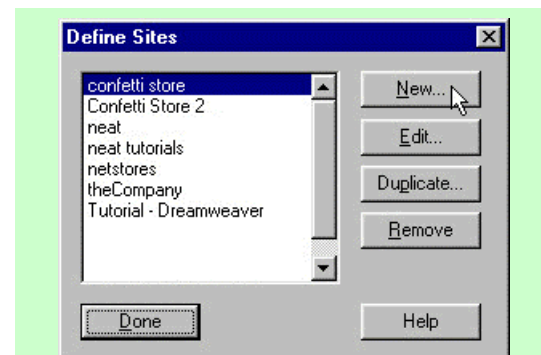 Define Sites
confetti store
Confetti Store 2
neat
neat tutorials
netstores
theCompany
Tutorial - Dreamweaver
New...
Edit...
Duplicate...
Remove
Done
Help